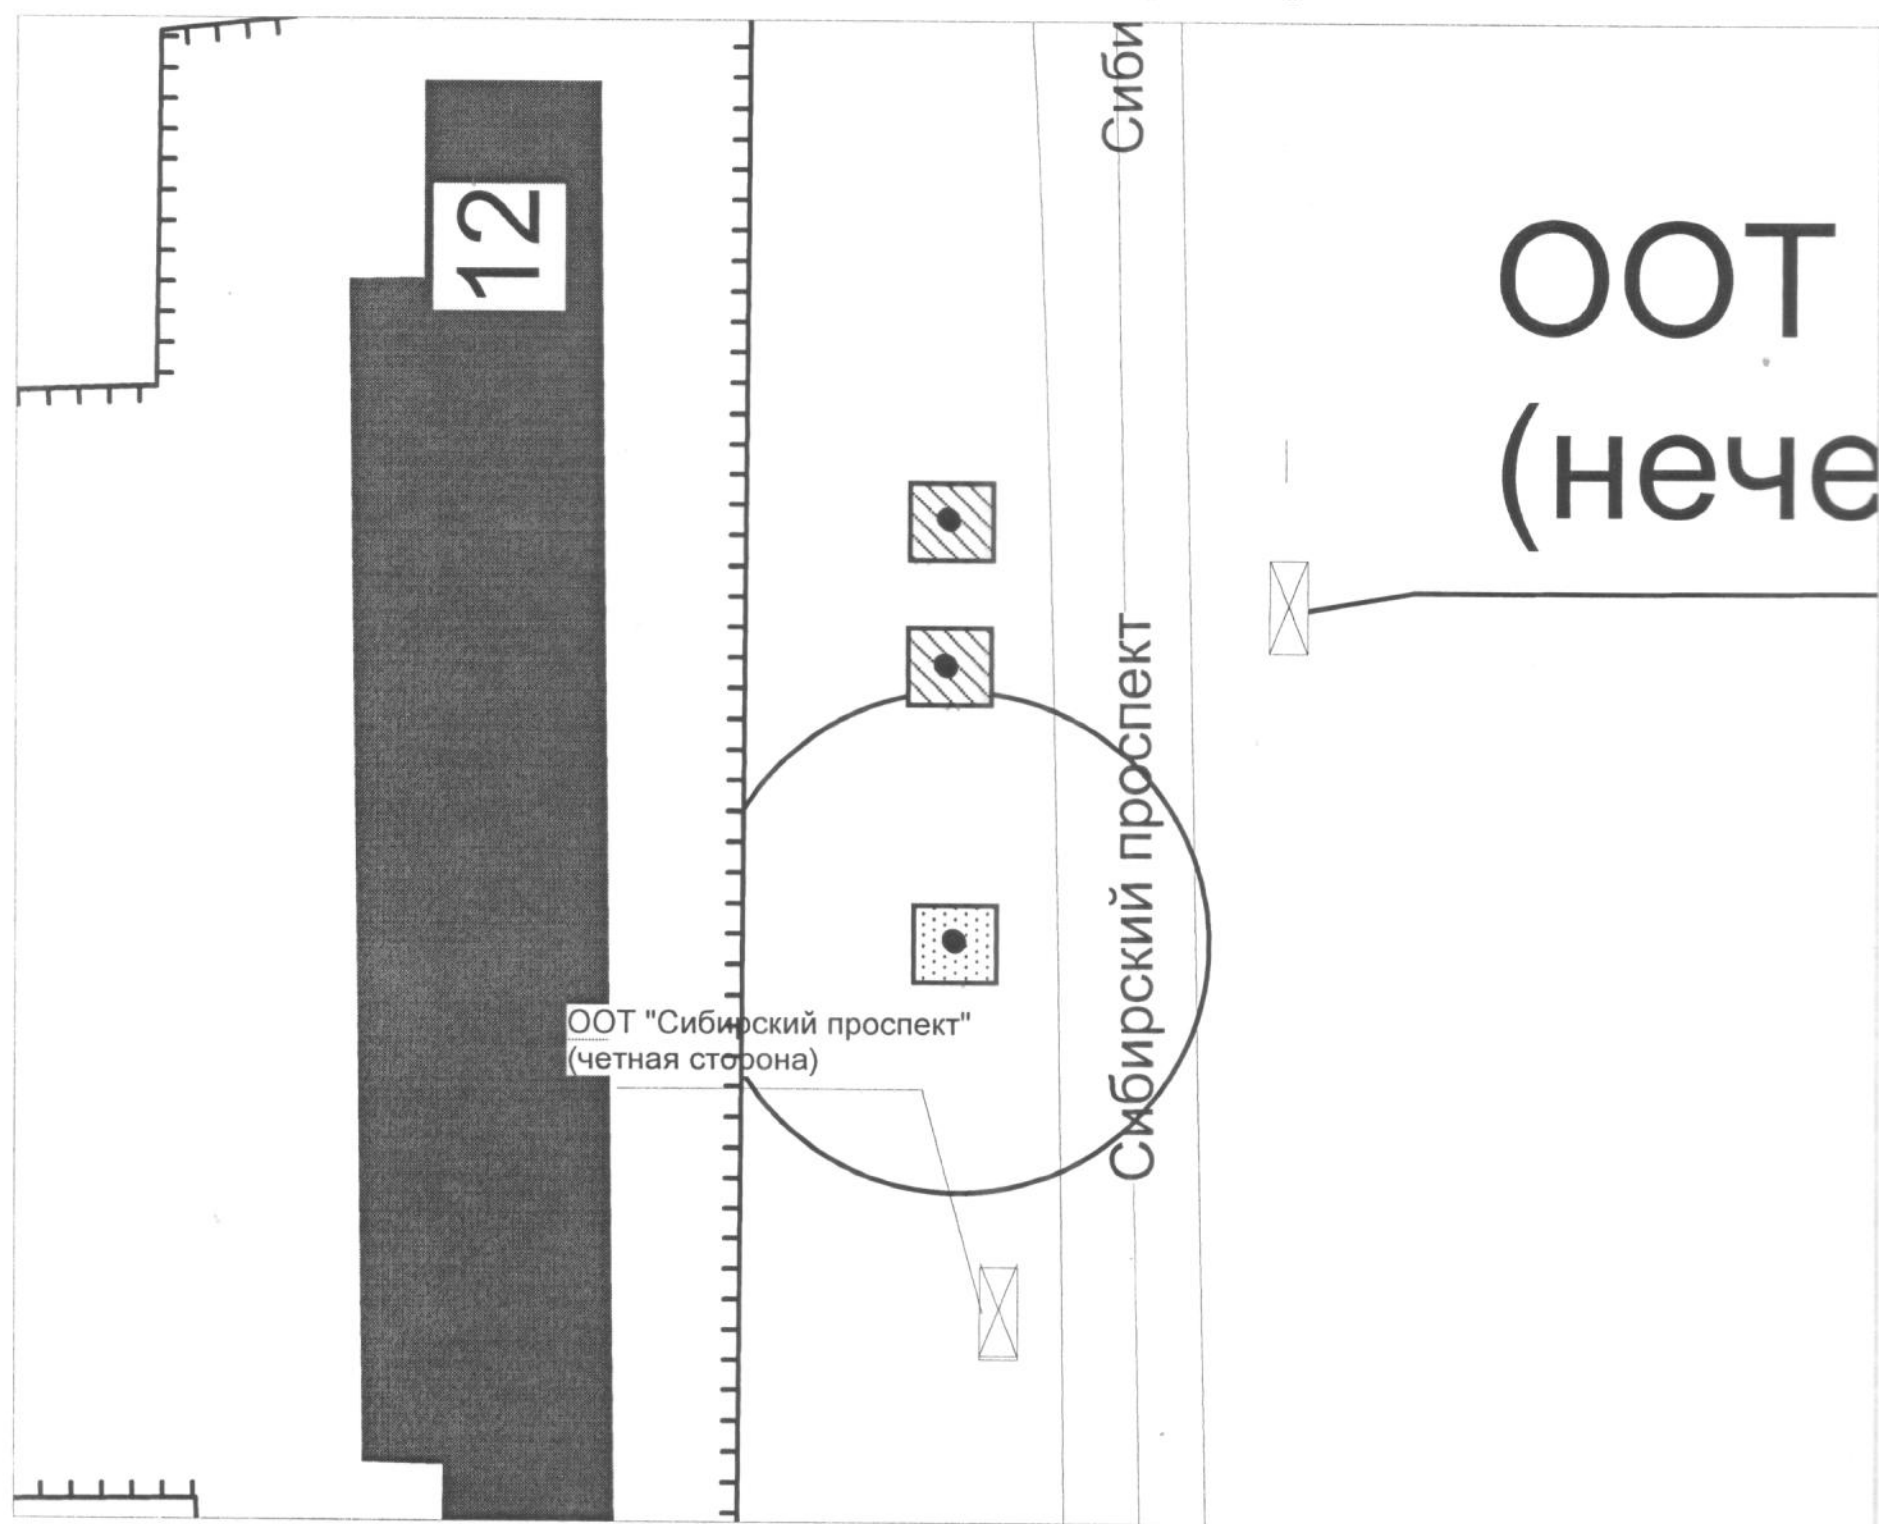 Сиби
12
ООТ
(нече
Сибирский проспект
ООТ "Сибирский проспект"
(четная сторона)